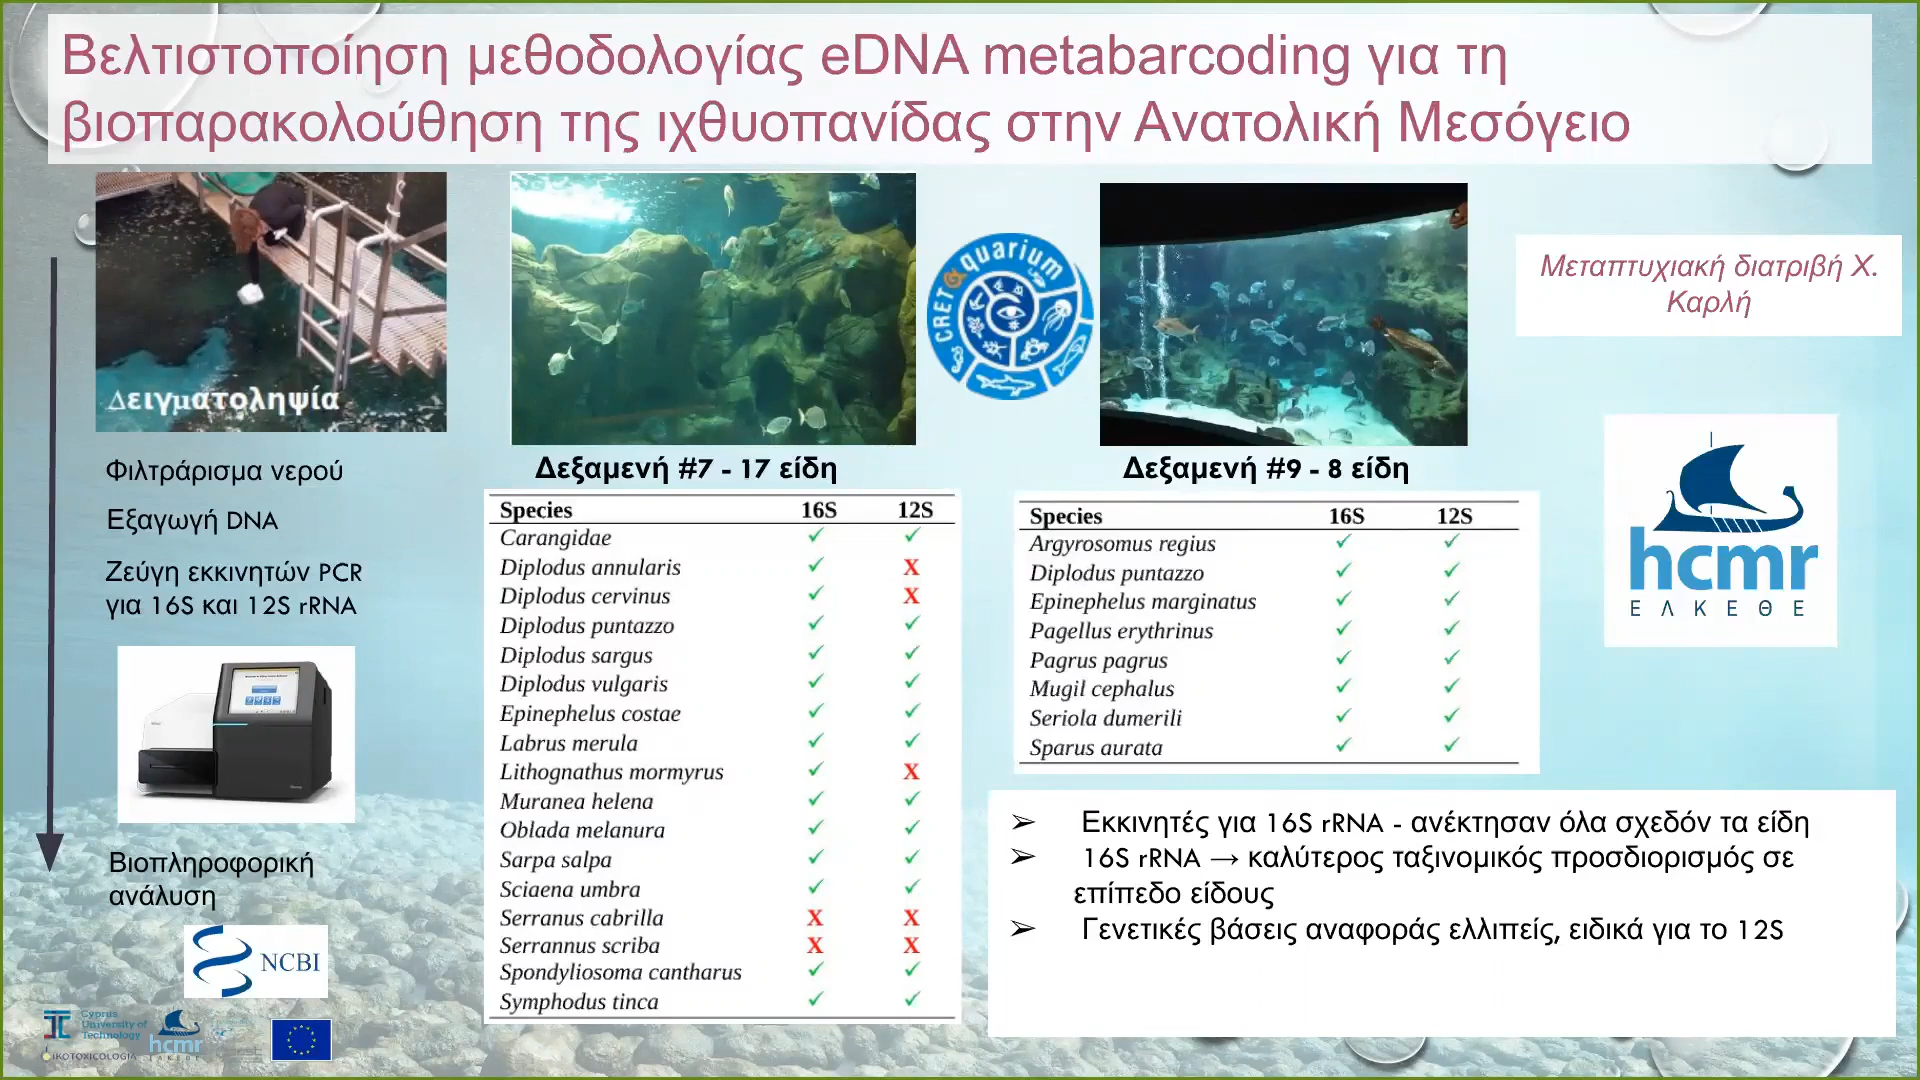 Βελτιστοποίηση μεθοδολογίας eDNA metabarcoding για τη
βιοπαρακολούθηση της ιχθυοπανίδας στην Ανατολική Μεσόγειο
Δειγματοληψία
Φιλτράρισμα νερού
Εξαγωγή DNA
Ζεύγη εκκινητών PCR
για 16S και 12S rRNA
Βιοπληροφορική
ανάλυση
NCBI
Cyprus
University of
Technology
ΙΚΟΤΟΧΙCOLOGIA
hcmr
Ε Λ Κ Ε Θ Ε
Δεξαμενή #7 - 17 είδη
Species 16S 12S
Carangidae ✓ ✓
Diplodus annularis ✓ X
Diplodus cervinus ✓ X
Diplodus puntazzo ✓ ✓
Diplodus sargus ✓ ✓
Diplodus vulgaris ✓ ✓
Epinephelus costae ✓ ✓
Labrus merula ✓ ✓
Lithognathus mormyrus ✓ X
Muranea helena ✓ ✓
Oblada melanura ✓ ✓
Sarpa salpa ✓ ✓
Sciaena umbra ✓ ✓
Serranus cabrilla X X
Serrannus scriba X X
Spondyliosoma cantharus ✓ ✓
Symphodus tinca ✓ ✓
CRETaquarium
Δεξαμενή #9 - 8 είδη
Species 16S 12S
Argyrosomus regius ✓ ✓
Diplodus puntazzo ✓ ✓
Epinephelus marginatus ✓ ✓
Pagellus erythrinus ✓ ✓
Pagrus pagrus ✓ ✓
Mugil cephalus ✓ ✓
Seriola dumerili ✓ ✓
Sparus aurata ✓ ✓
Μεταπτυχιακή διατριβή Χ.
Καρλή
hcmr
Ε Λ Κ Ε Θ Ε
➢ Εκκινητές για 16S rRNA - ανέκτησαν όλα σχεδόν τα είδη
➢ 16S rRNA → καλύτερος ταξινομικός προσδιορισμός σε
επίπεδο είδους
➢ Γενετικές βάσεις αναφοράς ελλιπείς, ειδικά για το 12S